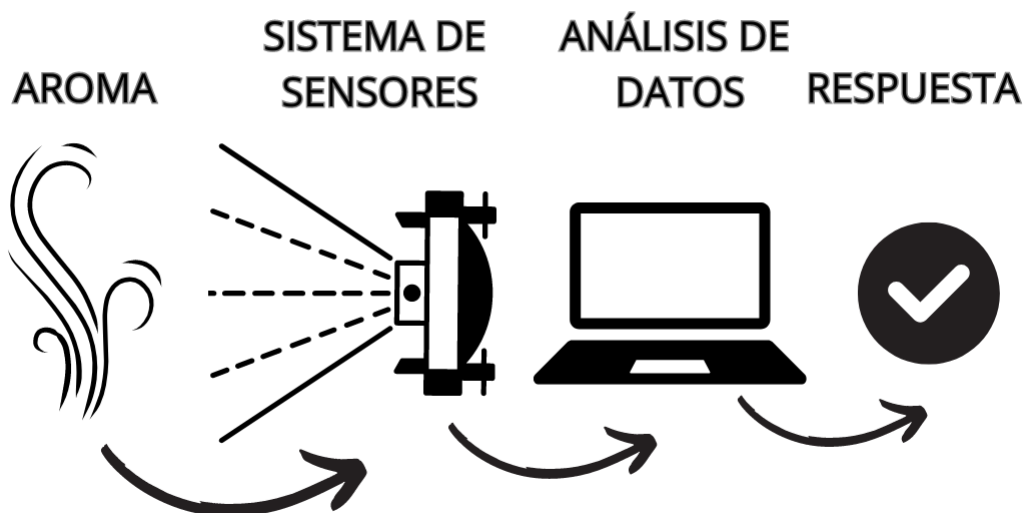 AROMA
SISTEMA DE
SENSORES
ANÁLISIS DE
DATOS
RESPUESTA